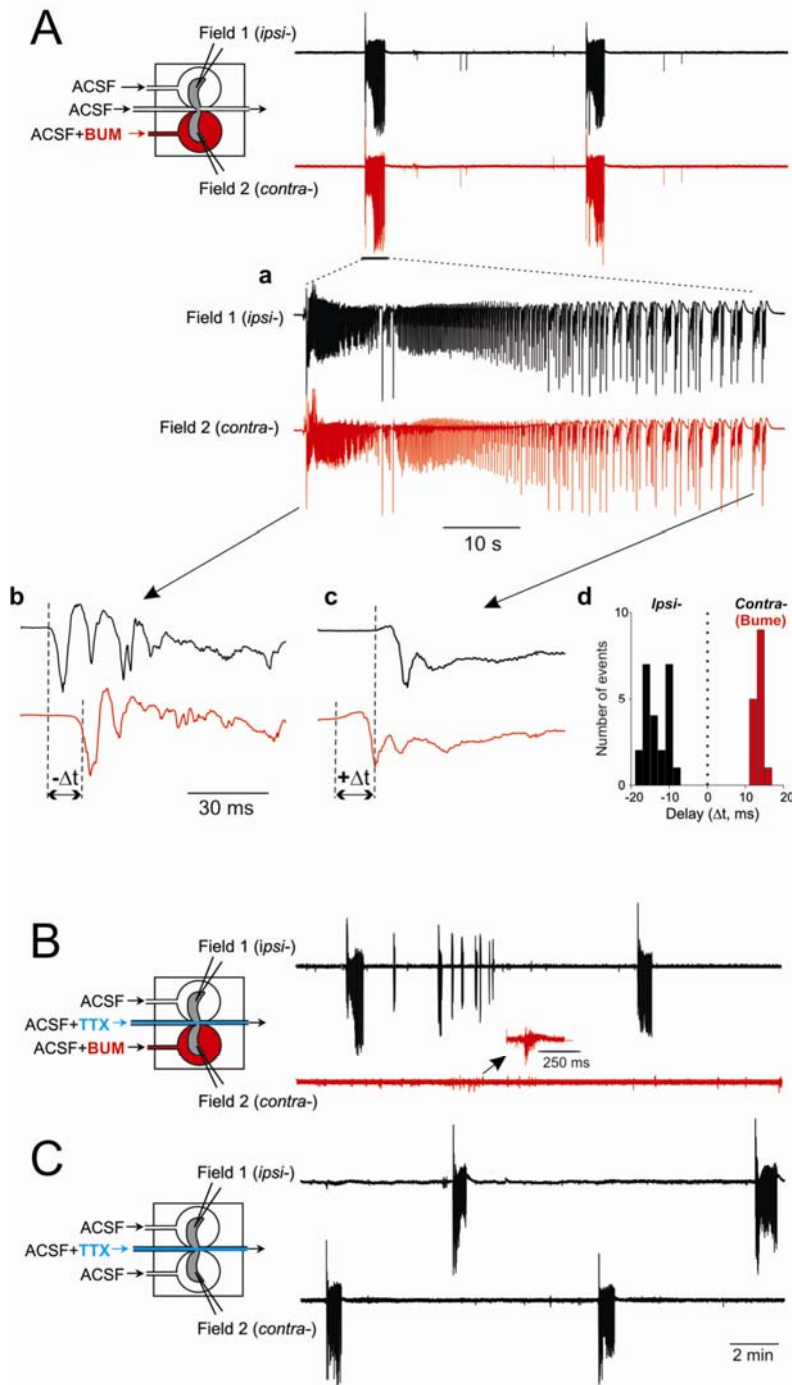 A
Field 1 (ipsi-)
ACSF
ACSF
ACSF+BUM
Field 2 (contra-)
a
Field 1 (ipsi-)
Field 2 (contra-)
10 s
b
-Δt
30 ms
c
+Δt
d
Ipsi-
Contra-
(Bume)
Number of events
10
5
0
-20
-10
0
10
20
Delay (Δt, ms)
B
Field 1 (ipsi-)
ACSF
ACSF+TTX
ACSF+BUM
Field 2 (contra-)
250 ms
C
Field 1 (ipsi-)
ACSF
ACSF+TTX
ACSF
Field 2 (contra-)
2 min